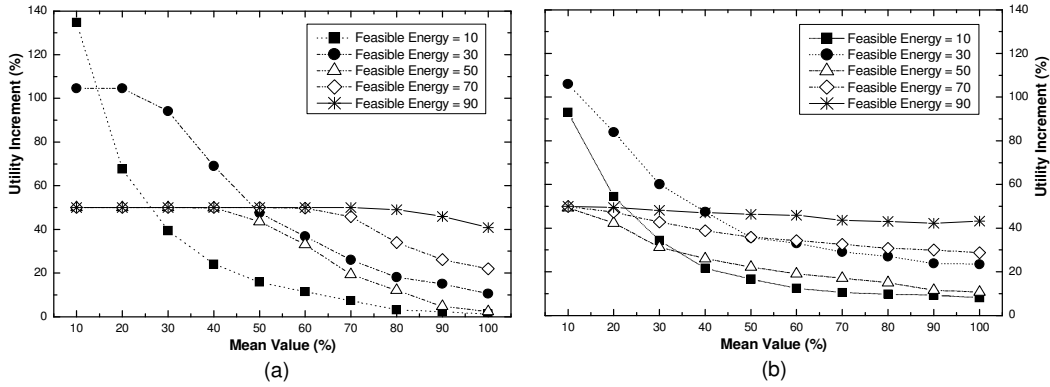 140
120
100
80
60
40
20
0
Utility Increment (%)
10 20 30 40 50 60 70 80 90 100
Mean Value (%)
Feasible Energy = 10
Feasible Energy = 30
Feasible Energy = 50
Feasible Energy = 70
Feasible Energy = 90
(a)
140
120
100
80
60
40
20
0
Utility Increment (%)
10 20 30 40 50 60 70 80 90 100
Mean Value (%)
Feasible Energy = 10
Feasible Energy = 30
Feasible Energy = 50
Feasible Energy = 70
Feasible Energy = 90
(b)